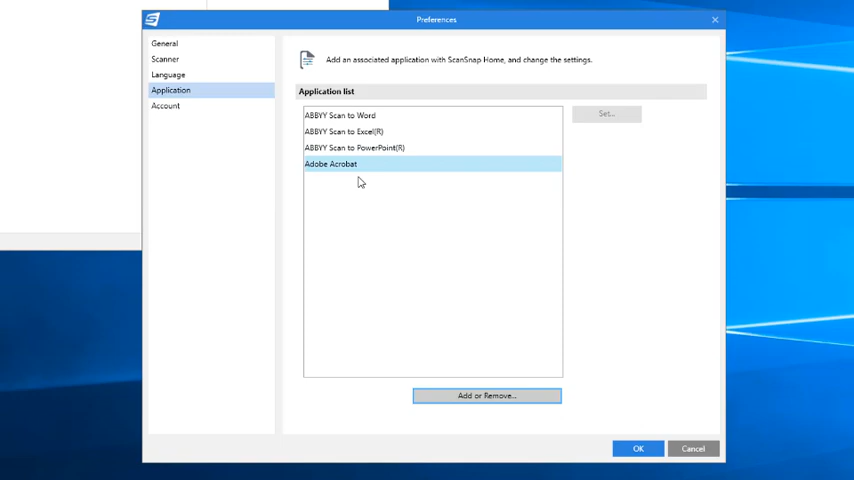 Preferences
General
Scanner
Language
Application
Account
Add an associated application with ScanSnap Home, and change the settings.
Application list
ABBYY Scan to Word
ABBYY Scan to Excel(R)
ABBYY Scan to PowerPoint(R)
Adobe Acrobat
Set...
Add or Remove...
OK
Cancel